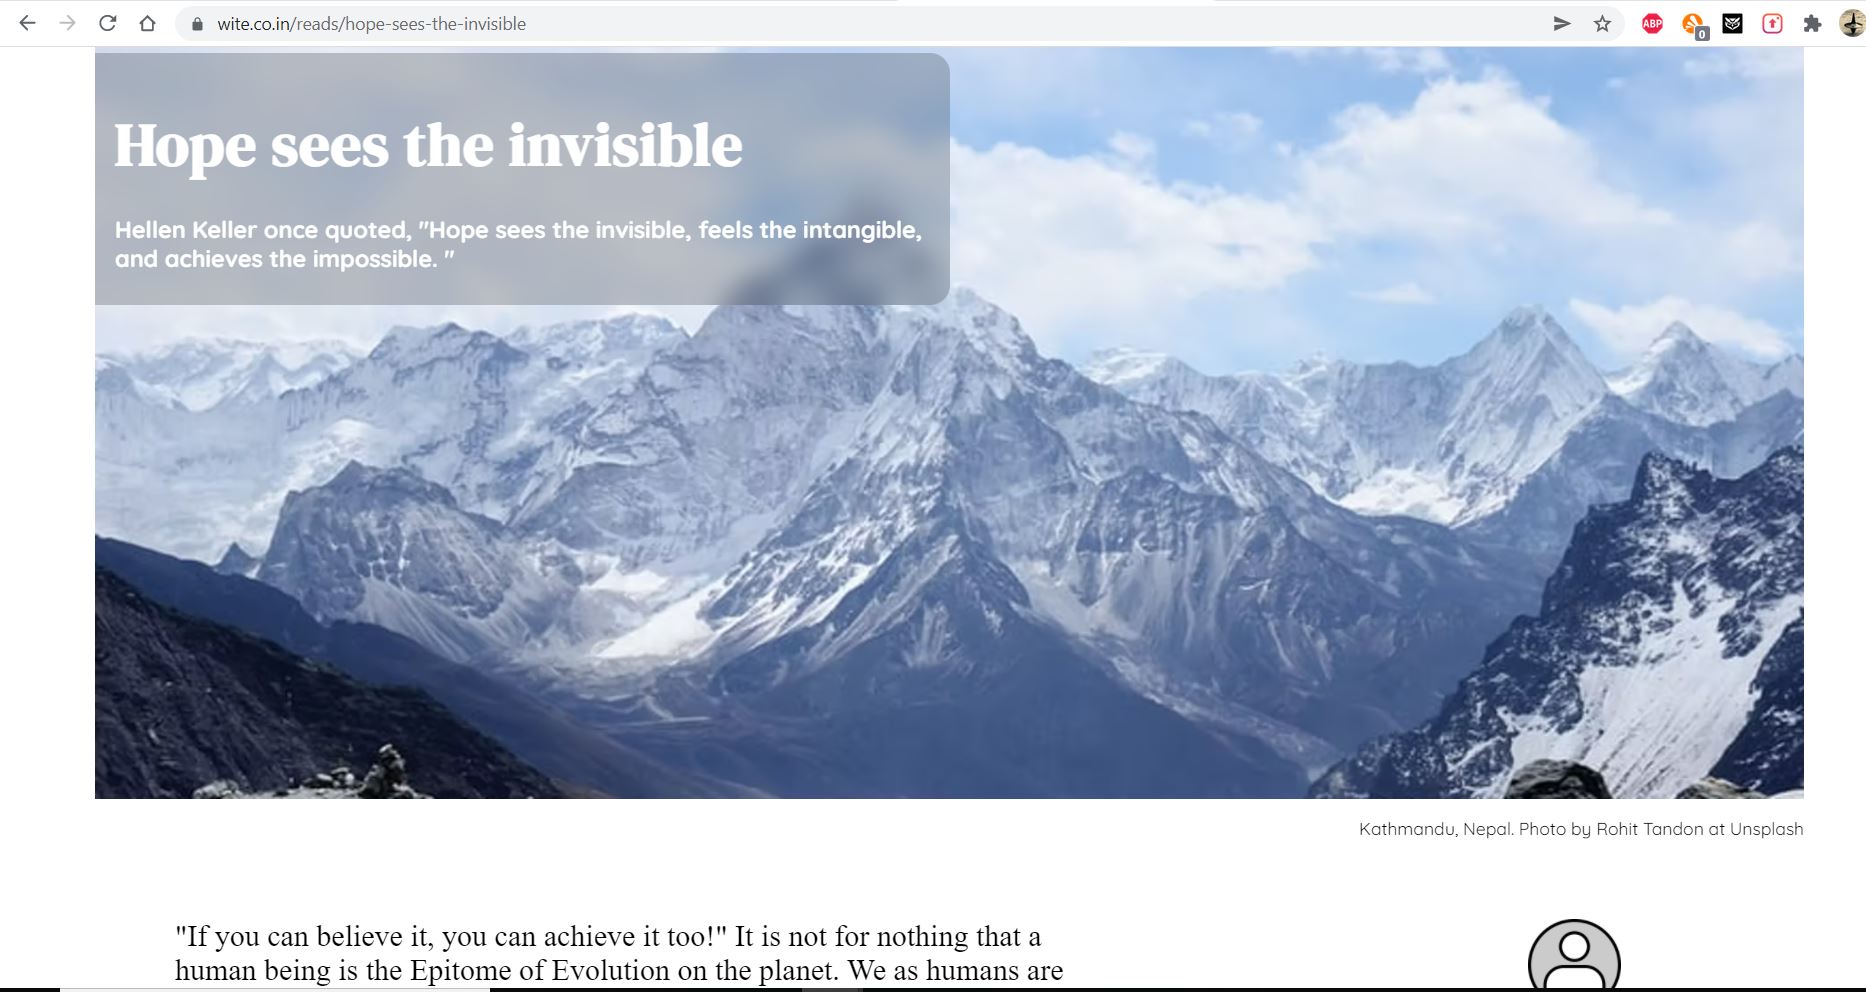 wite.co.in/reads/hope-sees-the-invisible
ABP
0
Hope sees the invisible
Hellen Keller once quoted, "Hope sees the invisible, feels the intangible,
and achieves the impossible. "
Kathmandu, Nepal. Photo by Rohit Tandon at Unsplash
"If you can believe it, you can achieve it too!" It is not for nothing that a
human being is the Epitome of Evolution on the planet. We as humans are